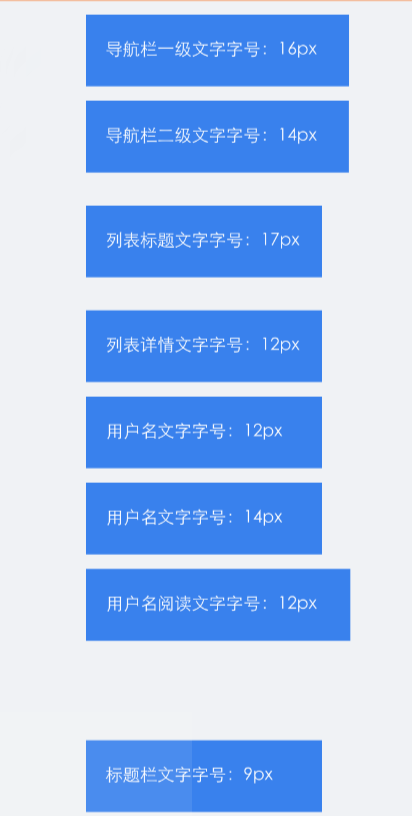 导航栏一级文字字号：16px
导航栏二级文字字号：14px
列表标题文字字号：17px
列表详情文字字号：12px
用户名文字字号：12px
用户名文字字号：14px
用户名阅读文字字号：12px
标题栏文字字号：9px